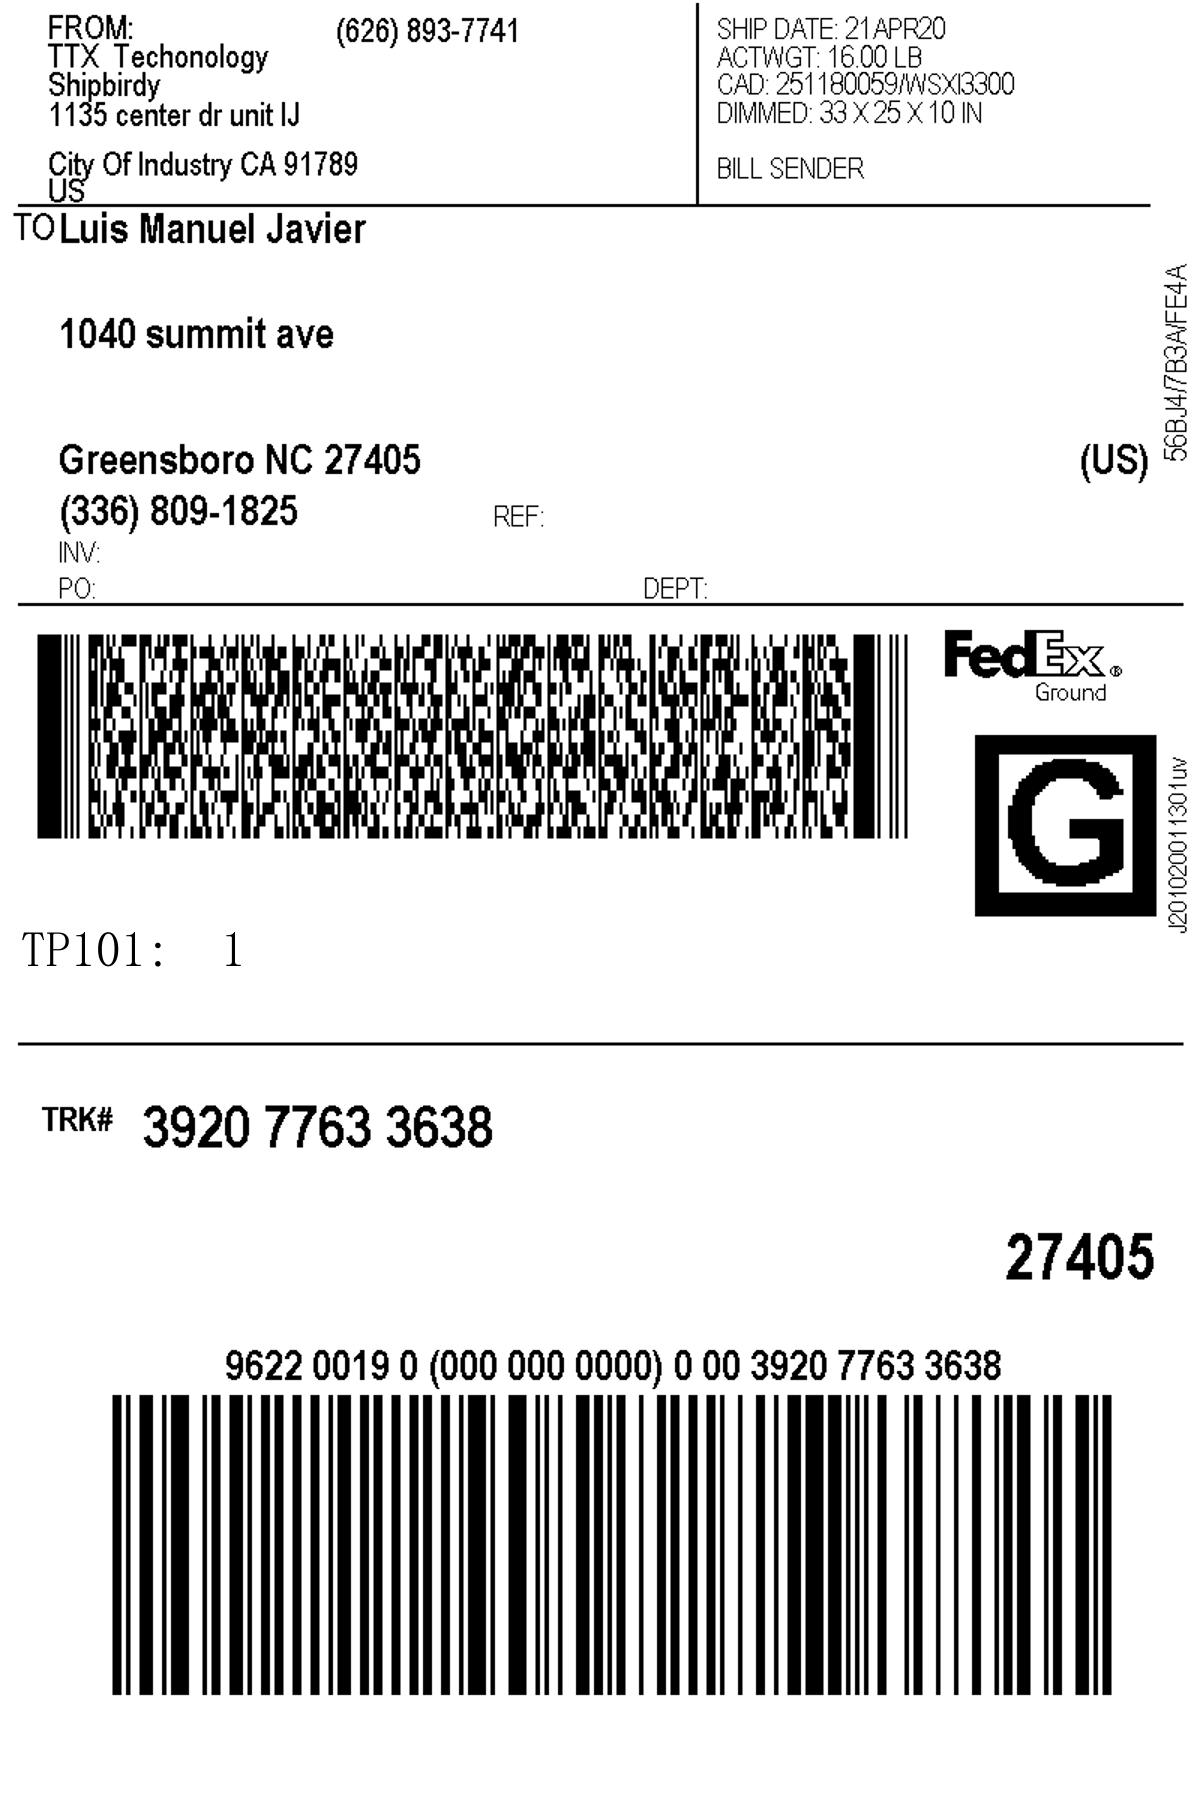 FROM: (626) 893-7741
TTX Techonology
Shipbirdy
1135 center dr unit IJ
City Of Industry CA 91789
US
SHIP DATE: 21APR20
ACTWGT: 16.00 LB
CAD: 251180059/WSXI3300
DIMMED: 33 X 25 X 10 IN
BILL SENDER
TO Luis Manuel Javier
1040 summit ave
Greensboro NC 27405 (US)
(336) 809-1825 REF:
INV:
PO: DEPT:
56BJ4/7B3A/FE4A
FedEx®
Ground
G
J201020011301uv
TP101: 1
TRK# 3920 7763 3638
27405
9622 0019 0 (000 000 0000) 0 00 3920 7763 3638